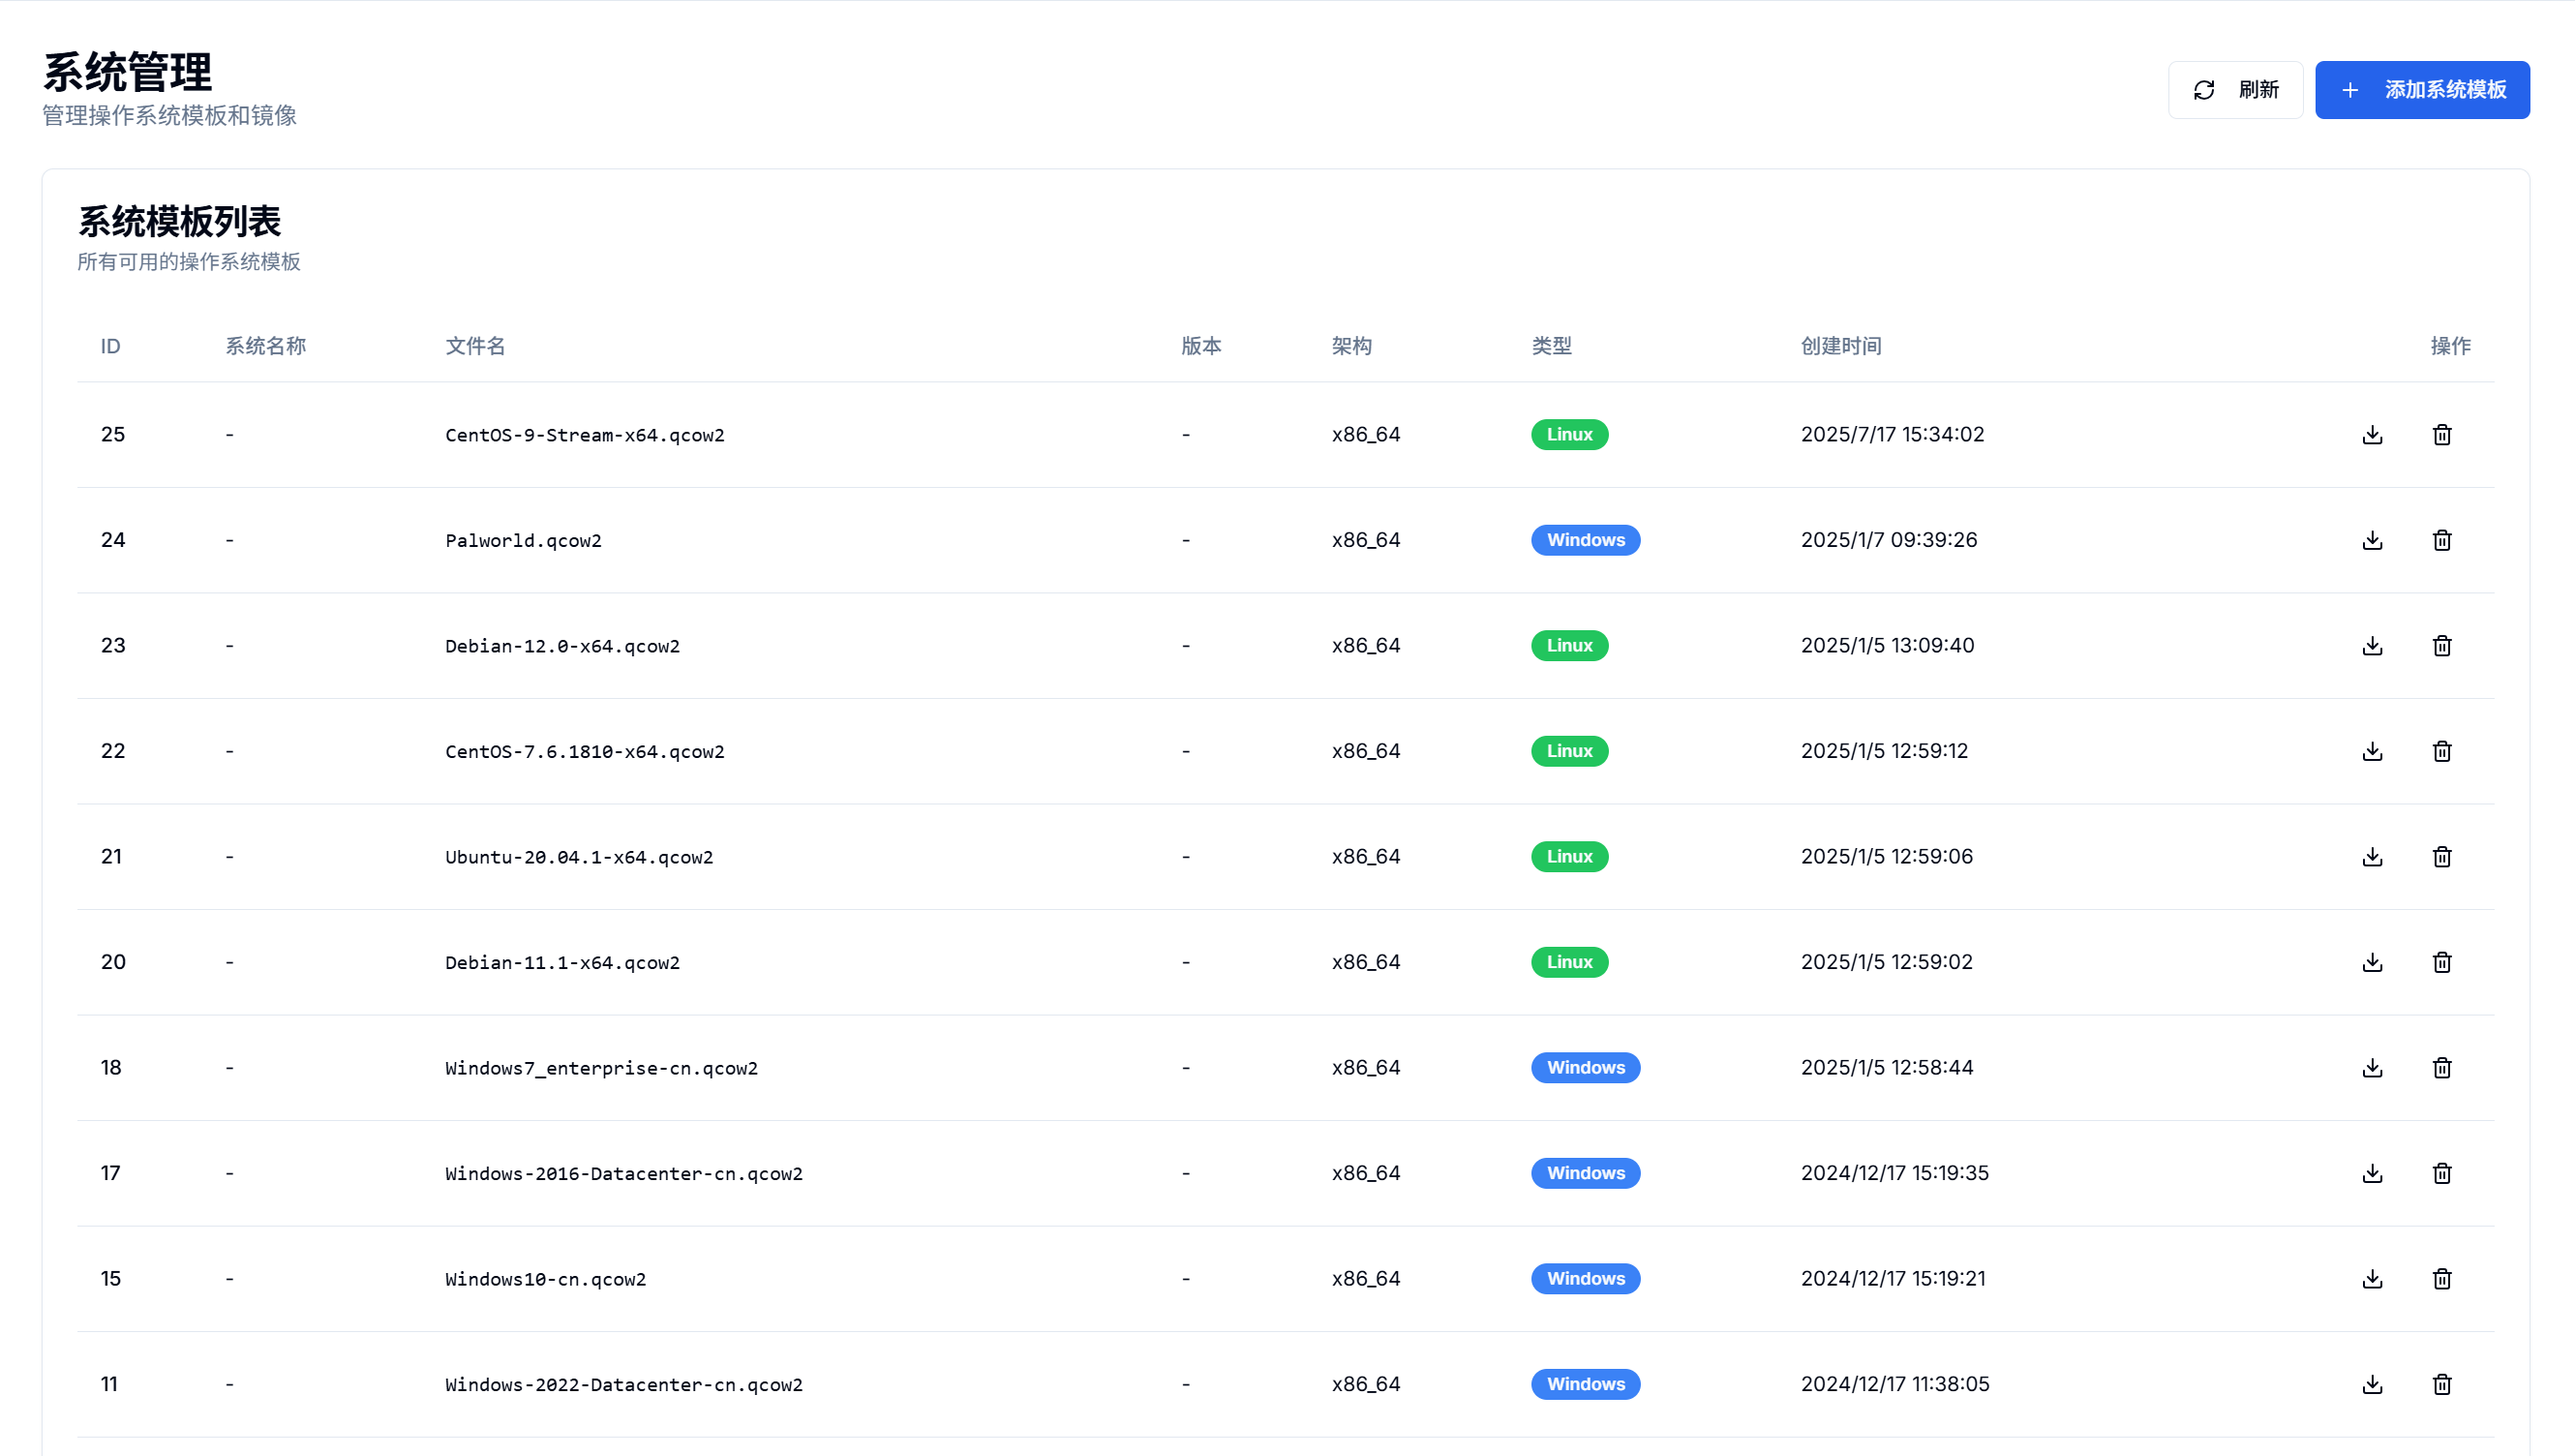 系统管理
管理操作系统模板和镜像
刷新
添加系统模板
系统模板列表
所有可用的操作系统模板
ID 系统名称 文件名 版本 架构 类型 创建时间 操作
25 - CentOS-9-Stream-x64.qcow2 - x86_64 Linux 2025/7/17 15:34:02
24 - Palworld.qcow2 - x86_64 Windows 2025/1/7 09:39:26
23 - Debian-12.0-x64.qcow2 - x86_64 Linux 2025/1/5 13:09:40
22 - CentOS-7.6.1810-x64.qcow2 - x86_64 Linux 2025/1/5 12:59:12
21 - Ubuntu-20.04.1-x64.qcow2 - x86_64 Linux 2025/1/5 12:59:06
20 - Debian-11.1-x64.qcow2 - x86_64 Linux 2025/1/5 12:59:02
18 - Windows7_enterprise-cn.qcow2 - x86_64 Windows 2025/1/5 12:58:44
17 - Windows-2016-Datacenter-cn.qcow2 - x86_64 Windows 2024/12/17 15:19:35
15 - Windows10-cn.qcow2 - x86_64 Windows 2024/12/17 15:19:21
11 - Windows-2022-Datacenter-cn.qcow2 - x86_64 Windows 2024/12/17 11:38:05